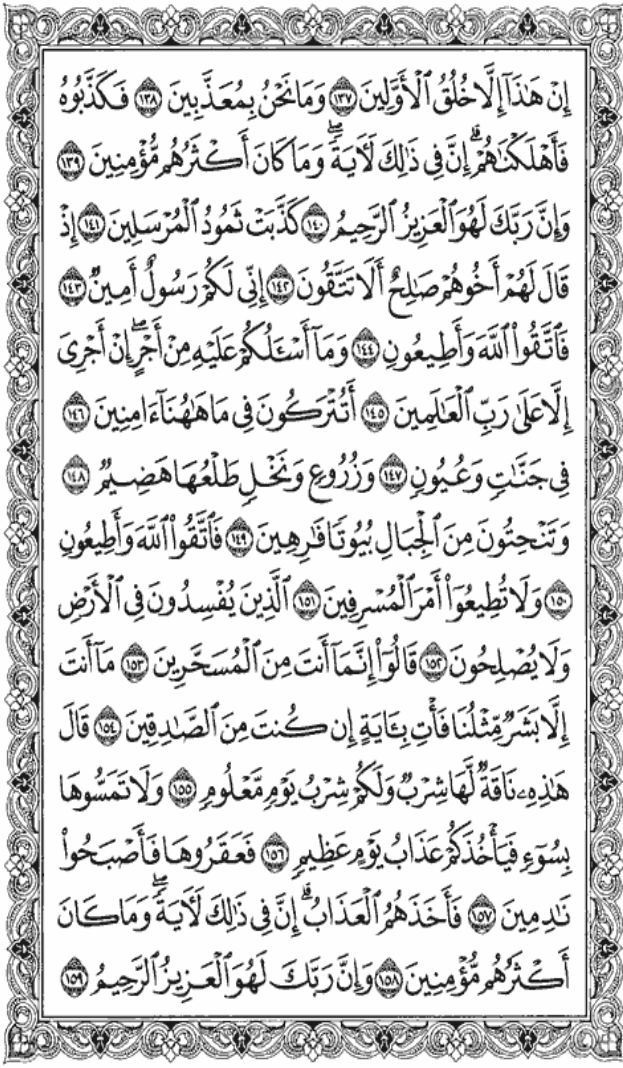 إِنْ هَٰذَآ إِلَّا خُلُقُ ٱلْأَوَّلِينَ ١٣٧ وَمَا نَحْنُ بِمُعَذَّبِينَ ١٣٨ فَكَذَّبُوهُ
فَأَهْلَكْنَٰهُمْ ۗ إِنَّ فِى ذَٰلِكَ لَءَايَةً ۖ وَمَا كَانَ أَكْثَرُهُم مُّؤْمِنِينَ ١٣٩
وَإِنَّ رَبَّكَ لَهُوَ ٱلْعَزِيزُ ٱلرَّحِيمُ ١٤٠ كَذَّبَتْ ثَمُودُ ٱلْمُرْسَلِينَ ١٤١ إِذْ
قَالَ لَهُمْ أَخُوهُمْ صَٰلِحٌ أَلَا تَتَّقُونَ ١٤٢ إِنِّى لَكُمْ رَسُولٌ أَمِينٌ ١٤٣
فَٱتَّقُوا۟ ٱللَّهَ وَأَطِيعُونِ ١٤٤ وَمَآ أَسْـَٔلُكُمْ عَلَيْهِ مِنْ أَجْرٍ ۖ إِنْ أَجْرِىَ
إِلَّا عَلَىٰ رَبِّ ٱلْعَٰلَمِينَ ١٤٥ أَتُتْرَكُونَ فِى مَا هَٰهُنَآ ءَامِنِينَ ١٤٦
فِى جَنَّٰتٍ وَعُيُونٍ ١٤٧ وَزُرُوعٍ وَنَخْلٍ طَلْعُهَا هَضِيمٌ ١٤٨
وَتَنْحِتُونَ مِنَ ٱلْجِبَالِ بُيُوتًا فَٰرِهِينَ ١٤٩ فَٱتَّقُوا۟ ٱللَّهَ وَأَطِيعُونِ
١٥٠ وَلَا تُطِيعُوٓا۟ أَمْرَ ٱلْمُسْرِفِينَ ١٥١ ٱلَّذِينَ يُفْسِدُونَ فِى ٱلْأَرْضِ
وَلَا يُصْلِحُونَ ١٥٢ قَالُوٓا۟ إِنَّمَآ أَنتَ مِنَ ٱلْمُسَحَّرِينَ ١٥٣ مَآ أَنتَ
إِلَّا بَشَرٌ مِّثْلُنَا فَأْتِ بِـَٔايَةٍ إِن كُنتَ مِنَ ٱلصَّٰدِقِينَ ١٥٤ قَالَ
هَٰذِهِۦ نَاقَةٌ لَّهَا شِرْبٌ وَلَكُمْ شِرْبُ يَوْمٍ مَّعْلُومٍ ١٥٥ وَلَا تَمَسُّوهَا
بِسُوٓءٍ فَيَأْخُذَكُمْ عَذَابُ يَوْمٍ عَظِيمٍ ١٥٦ فَعَقَرُوهَا فَأَصْبَحُوا۟
نَٰدِمِينَ ١٥٧ فَأَخَذَهُمُ ٱلْعَذَابُ ۗ إِنَّ فِى ذَٰلِكَ لَءَايَةً ۖ وَمَا كَانَ
أَكْثَرُهُم مُّؤْمِنِينَ ١٥٨ وَإِنَّ رَبَّكَ لَهُوَ ٱلْعَزِيزُ ٱلرَّحِيمُ ١٥٩